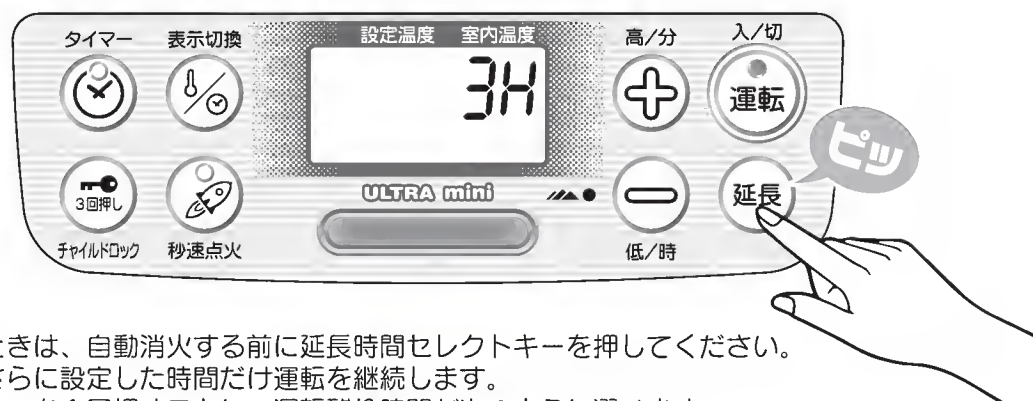 タイマー 表示切換 設定温度 室内温度 高/分 入/切
3H
運転
ピッ
3回押し ULTRA mini 延長
チャイルドロック 秒速点火 低/時
きは、自動消火する前に延長時間セレクトキーを押してください。
らに設定した時間だけ運転を継続します。